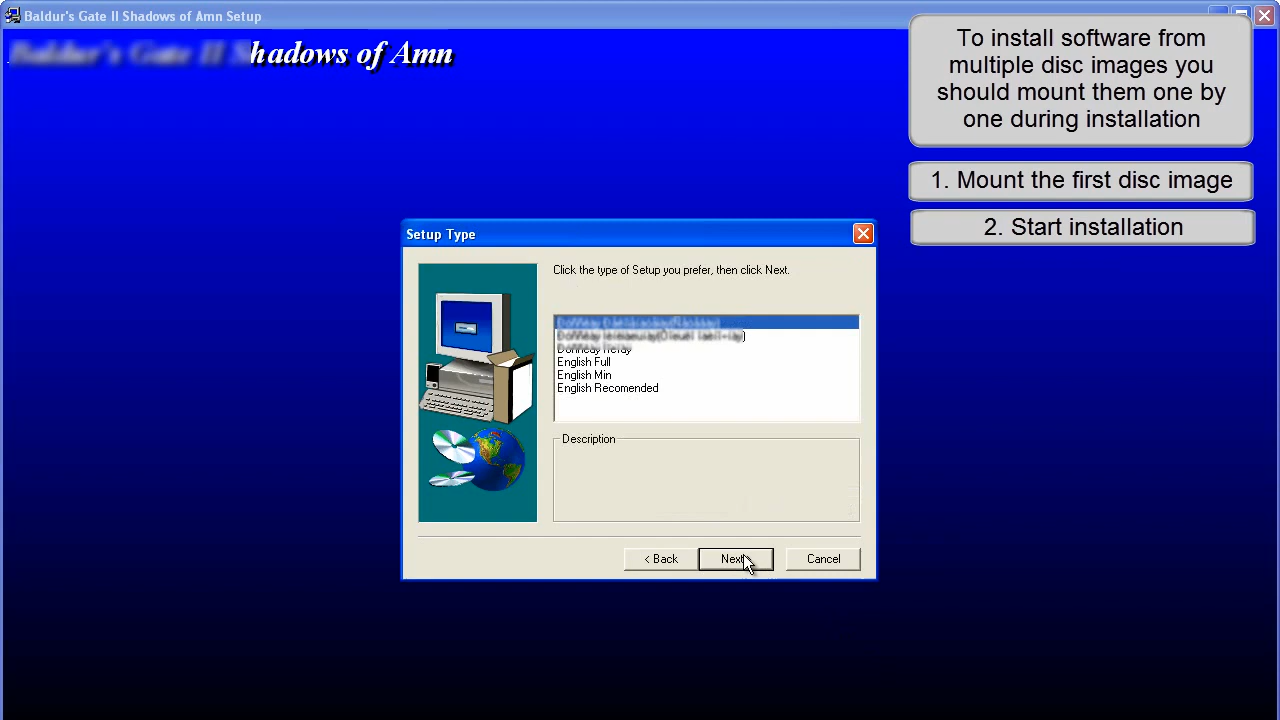 Baldur's Gate II Shadows of Amn Setup
hadows of Amn
To install software from
multiple disc images you
should mount them one by
one during installation
1. Mount the first disc image
2. Start installation
Setup Type
Click the type of Setup you prefer, then click Next.
English Full
English Min
English Recomended
Description
< Back
Next
Cancel